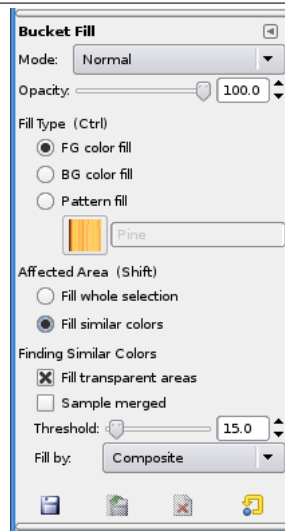 Bucket Fill
Mode: Normal
Opacity: 100.0
Fill Type (Ctrl)
FG color fill
BG color fill
Pattern fill
Pine
Affected Area (Shift)
Fill whole selection
Fill similar colors
Finding Similar Colors
Fill transparent areas
Sample merged
Threshold: 15.0
Fill by: Composite